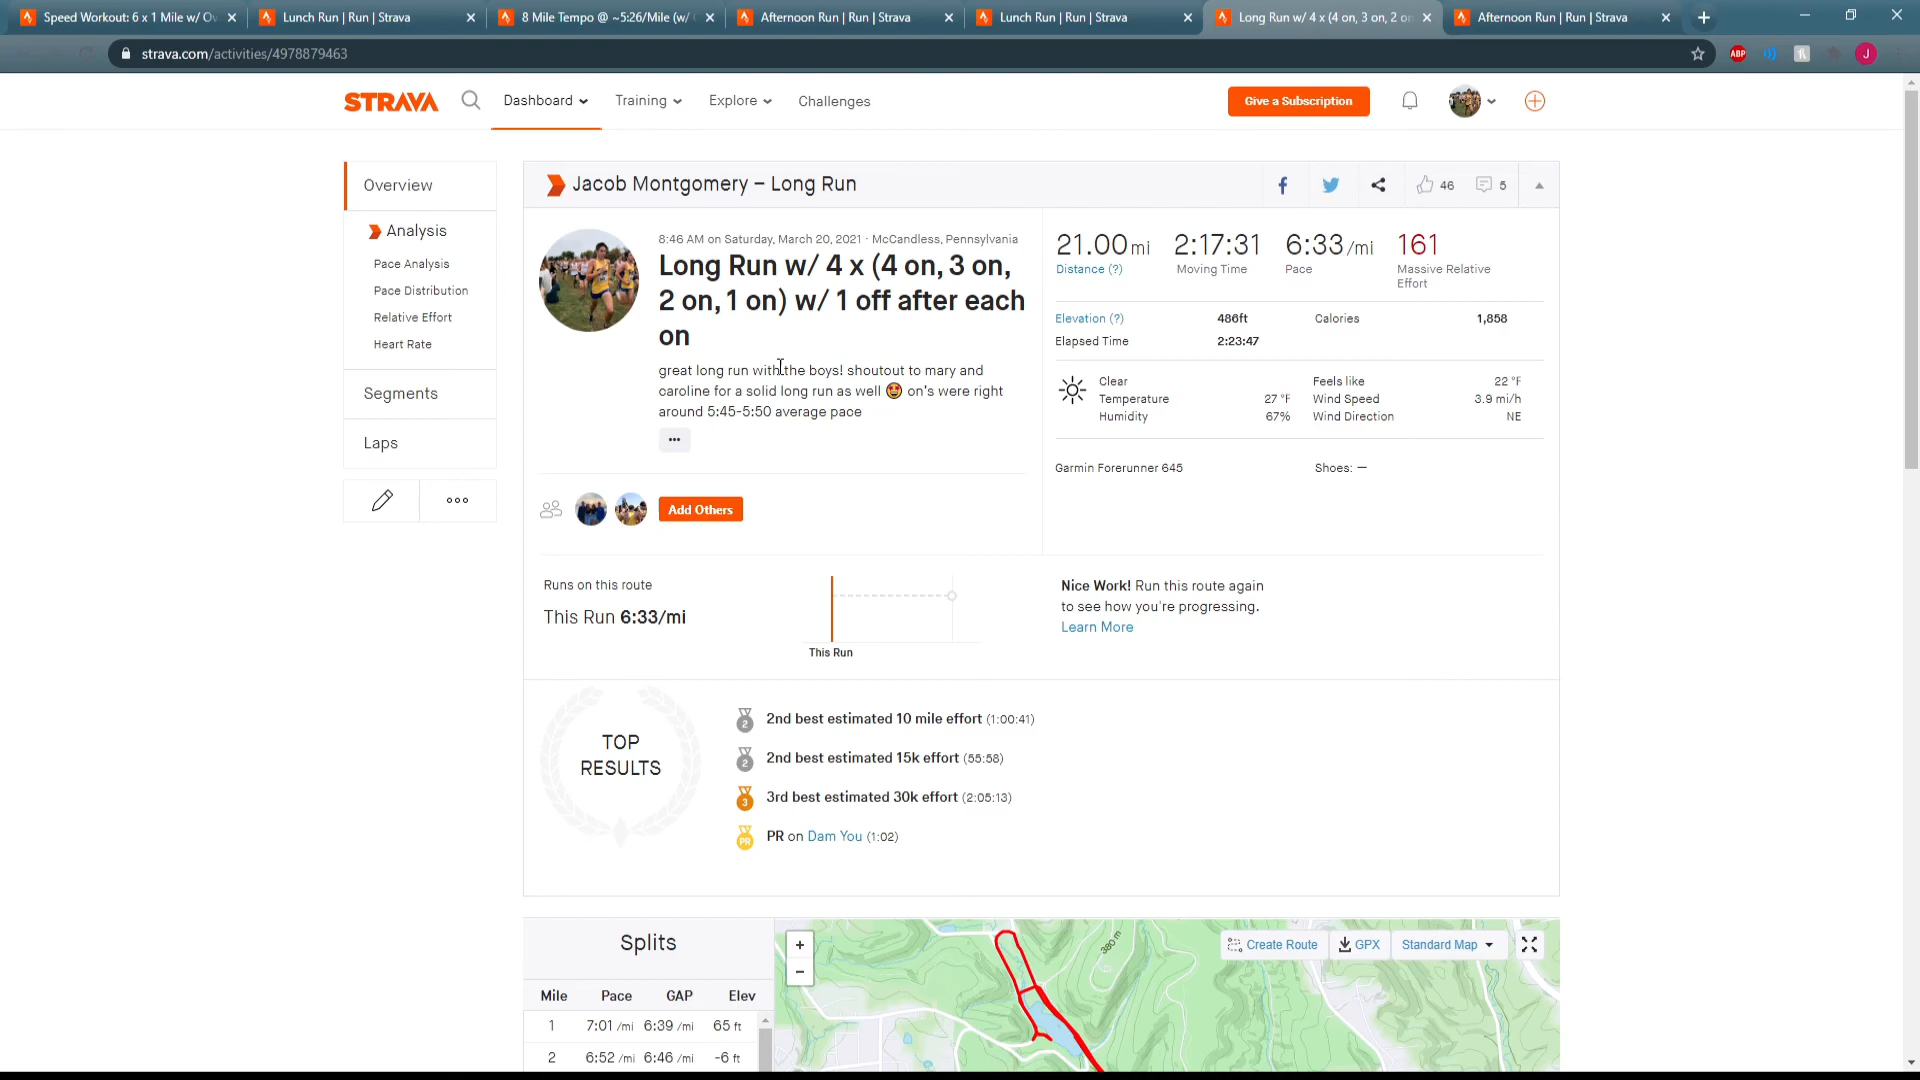 Speed Workout: 6 x 1 Mile w/ Ov
Lunch Run | Run | Strava
8 Mile Tempo @ ~5:26/Mile (w/
Afternoon Run | Run | Strava
Lunch Run | Run | Strava
Long Run w/ 4 x (4 on, 3 on, 2 on
Afternoon Run | Run | Strava
strava.com/activities/4978879463
ABP
J
STRAVA
Dashboard
Training
Explore
Challenges
Give a Subscription
Overview
Analysis
Pace Analysis
Pace Distribution
Relative Effort
Heart Rate
Segments
Laps
Jacob Montgomery – Long Run
46
5
8:46 AM on Saturday, March 20, 2021 · McCandless, Pennsylvania
Long Run w/ 4 x (4 on, 3 on,
2 on, 1 on) w/ 1 off after each
on
great long run with the boys! shoutout to mary and
caroline for a solid long run as well 😍 on's were right
around 5:45-5:50 average pace
Add Others
21.00 mi 2:17:31 6:33 /mi 161
Distance (?) Moving Time Pace Massive Relative
Effort
Elevation (?) 486ft Calories 1,858
Elapsed Time 2:23:47
Clear Feels like 22 °F
Temperature 27 °F Wind Speed 3.9 mi/h
Humidity 67% Wind Direction NE
Garmin Forerunner 645 Shoes: —
Runs on this route
This Run 6:33/mi
This Run
Nice Work! Run this route again
to see how you're progressing.
Learn More
TOP
RESULTS
2 2nd best estimated 10 mile effort (1:00:41)
2 2nd best estimated 15k effort (55:58)
3 3rd best estimated 30k effort (2:05:13)
PR PR on Dam You (1:02)
Splits
Mile Pace GAP Elev
1 7:01 /mi 6:39 /mi 65 ft
2 6:52 /mi 6:46 /mi -6 ft
+
−
380 m
Create Route
GPX
Standard Map